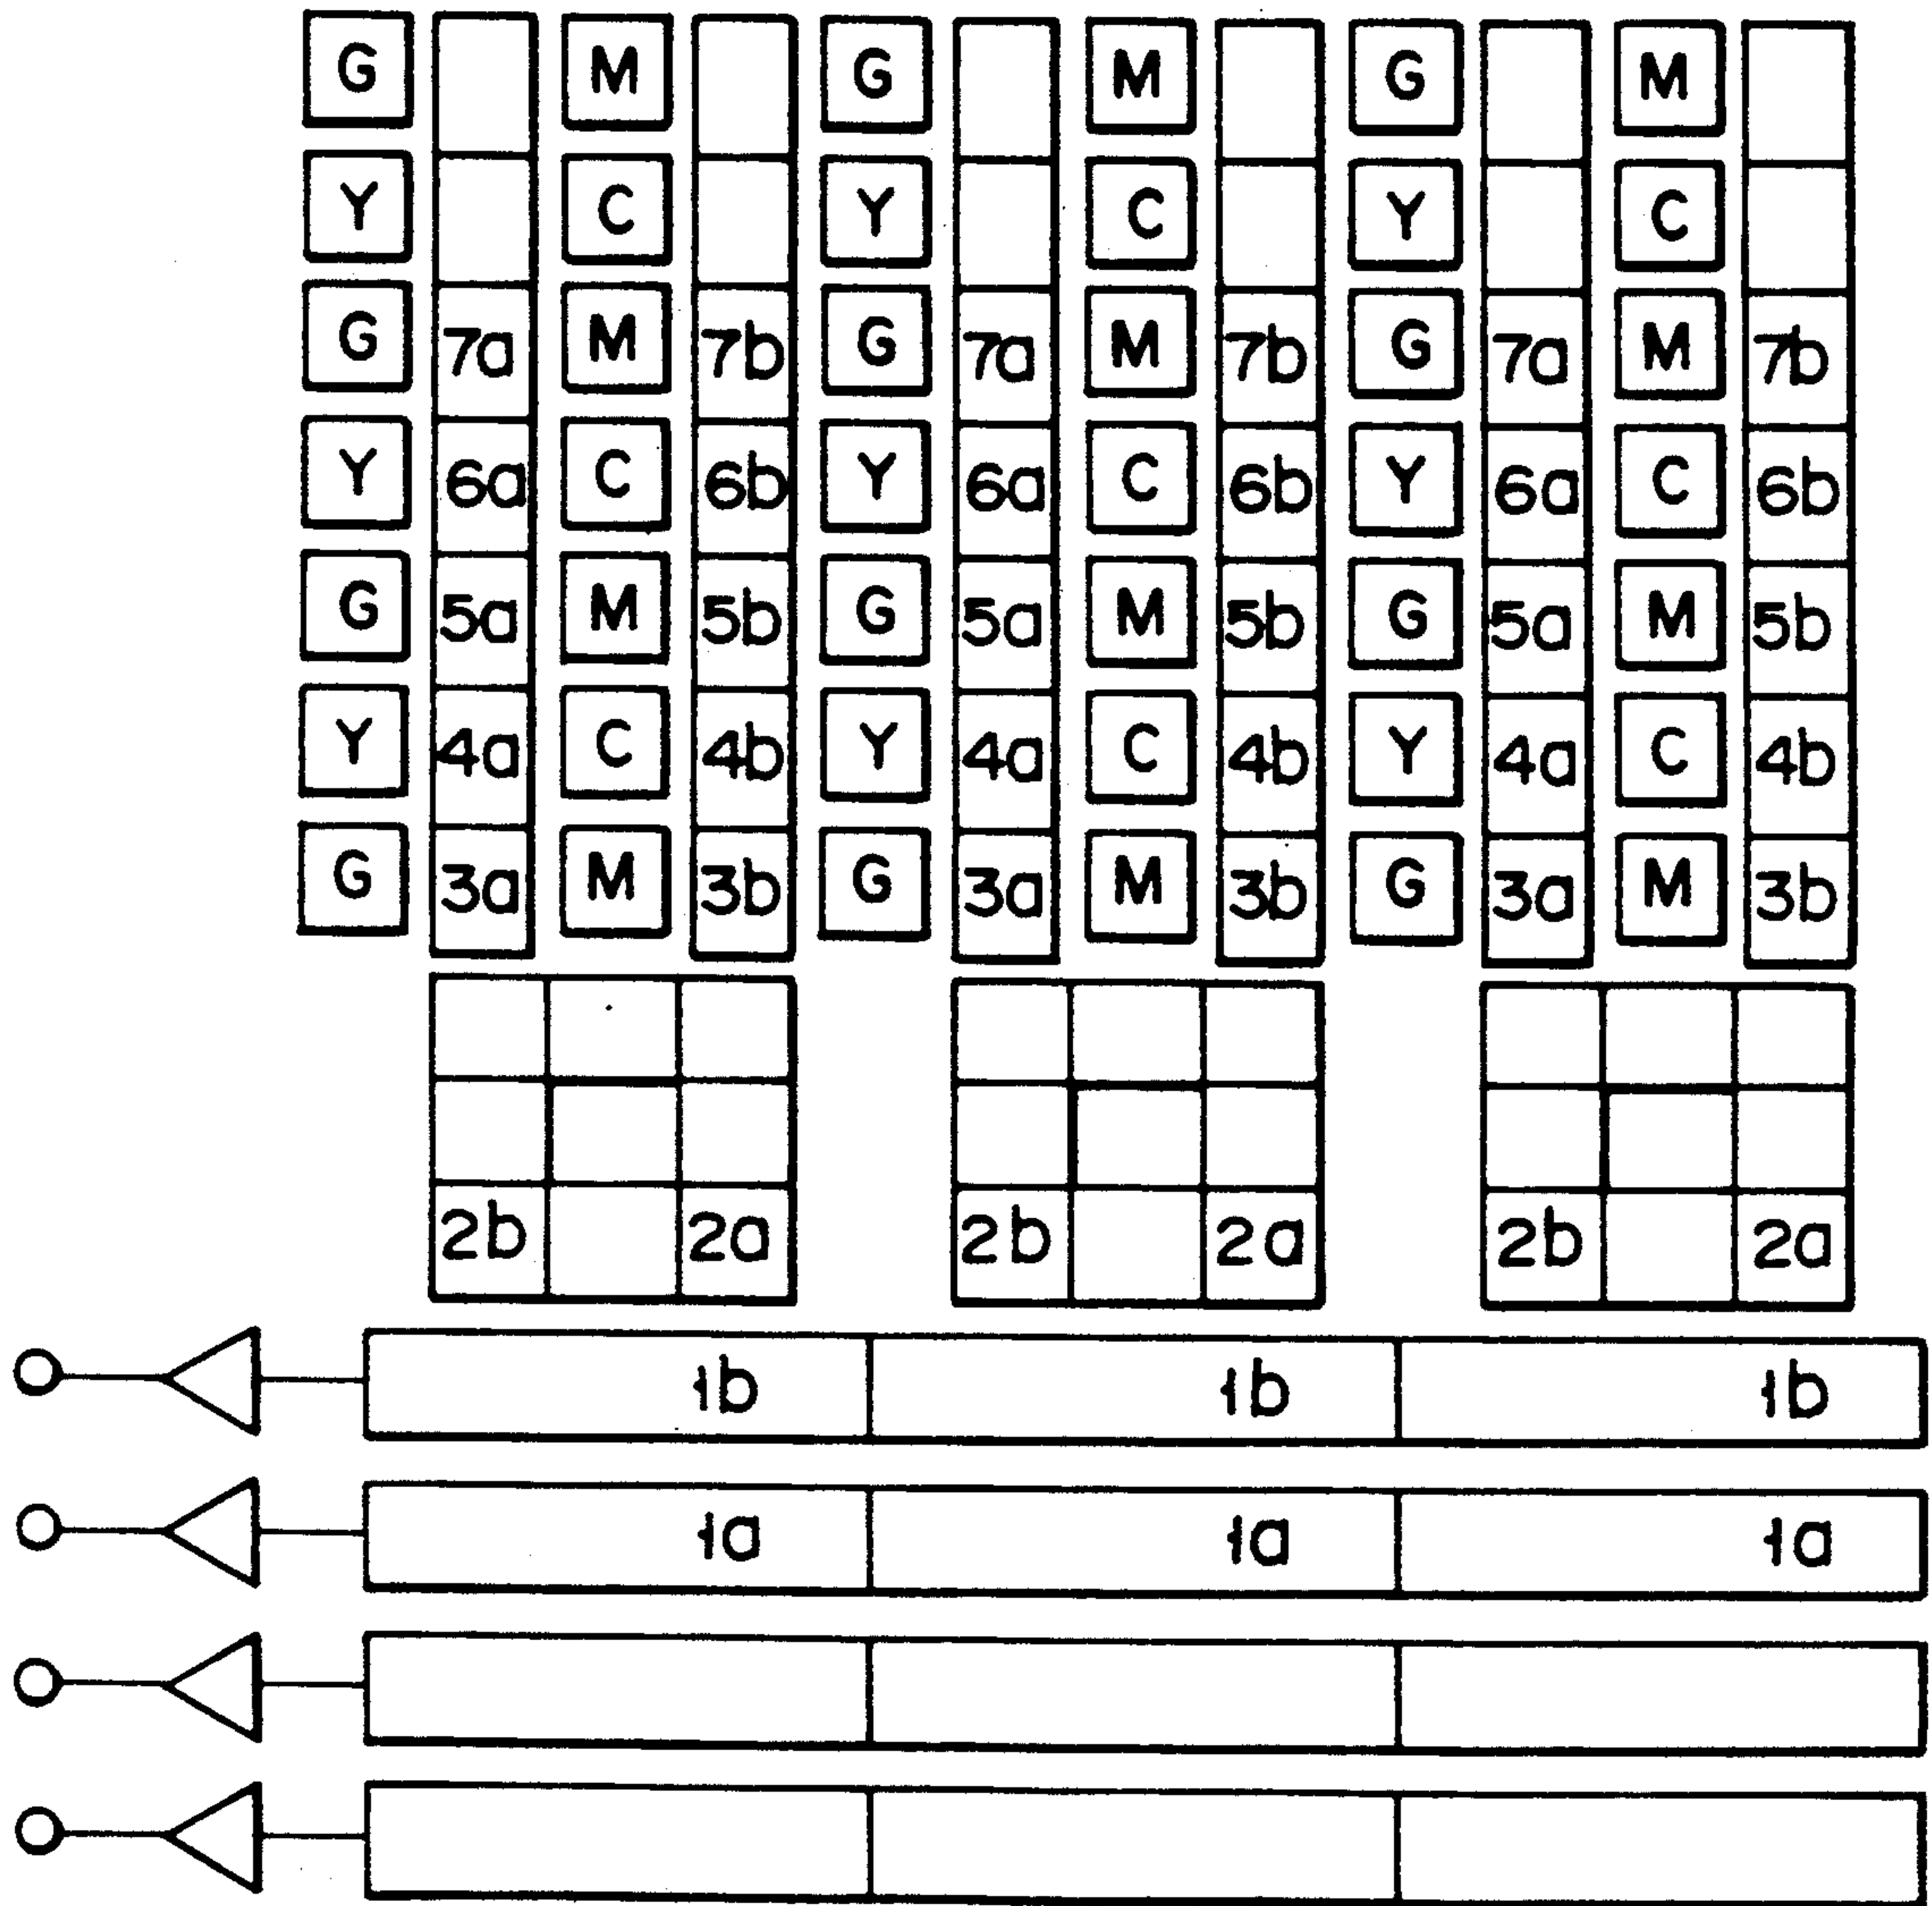 G M G M G M
Y C Y C Y C
G 7a M 7b G 7a M 7b G 7a M 7b
Y 6a C 6b Y 6a C 6b Y 6a C 6b
G 5a M 5b G 5a M 5b G 5a M 5b
Y 4a C 4b Y 4a C 4b Y 4a C 4b
G 3a M 3b G 3a M 3b G 3a M 3b
2b 2a 2b 2a 2b 2a
1b 1b 1b
1a 1a 1a